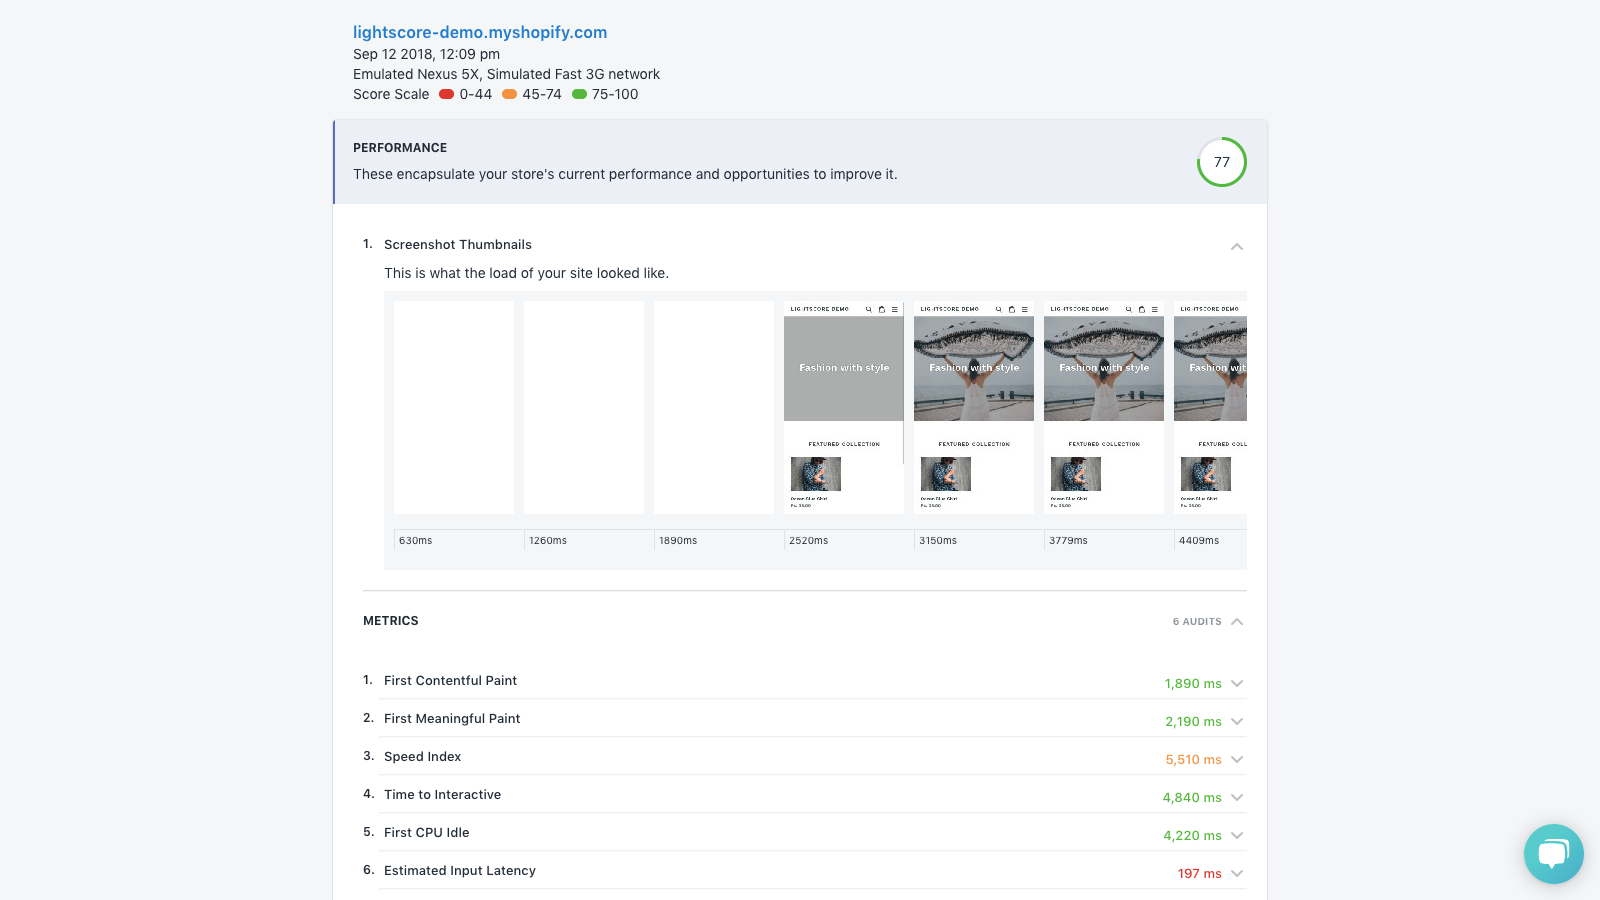 lightscore-demo.myshopify.com
Sep 12 2018, 12:09 pm
Emulated Nexus 5X, Simulated Fast 3G network
Score Scale 0-44 45-74 75-100
PERFORMANCE
These encapsulate your store's current performance and opportunities to improve it.
77
1. Screenshot Thumbnails
This is what the load of your site looked like.
LIGHTSCORE DEMO LIGHTSCORE DEMO LIGHTSCORE DEMO LIGHTSCORE DEMO
Fashion with style Fashion with style Fashion with style Fashion wit
FEATURED COLLECTION FEATURED COLLECTION FEATURED COLLECTION FEATURED COLL
630ms 1260ms 1890ms 2520ms 3150ms 3779ms 4409ms
METRICS 6 AUDITS
1. First Contentful Paint 1,890 ms
2. First Meaningful Paint 2,190 ms
3. Speed Index 5,510 ms
4. Time to Interactive 4,840 ms
5. First CPU Idle 4,220 ms
6. Estimated Input Latency 197 ms